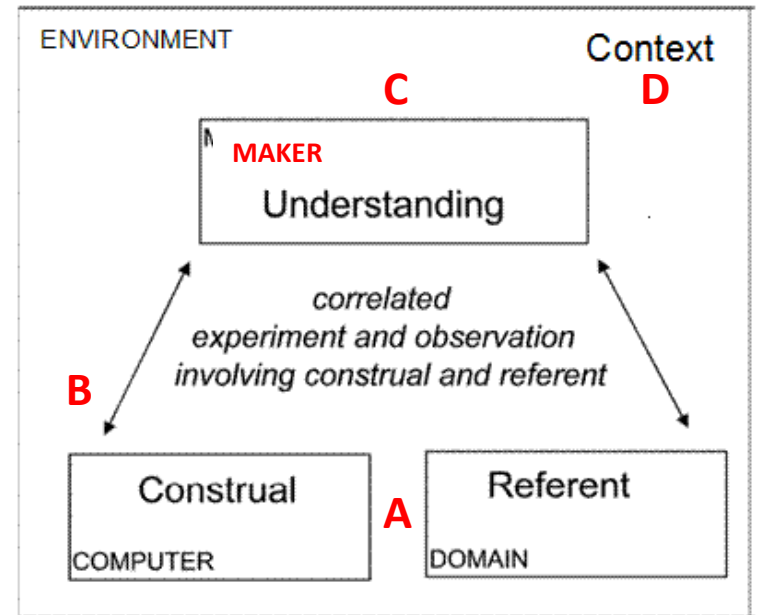 ENVIRONMENT
Context
C
D
MAKER
Understanding
correlated
experiment and observation
involving construal and referent
B
Construal
Referent
A
COMPUTER
DOMAIN